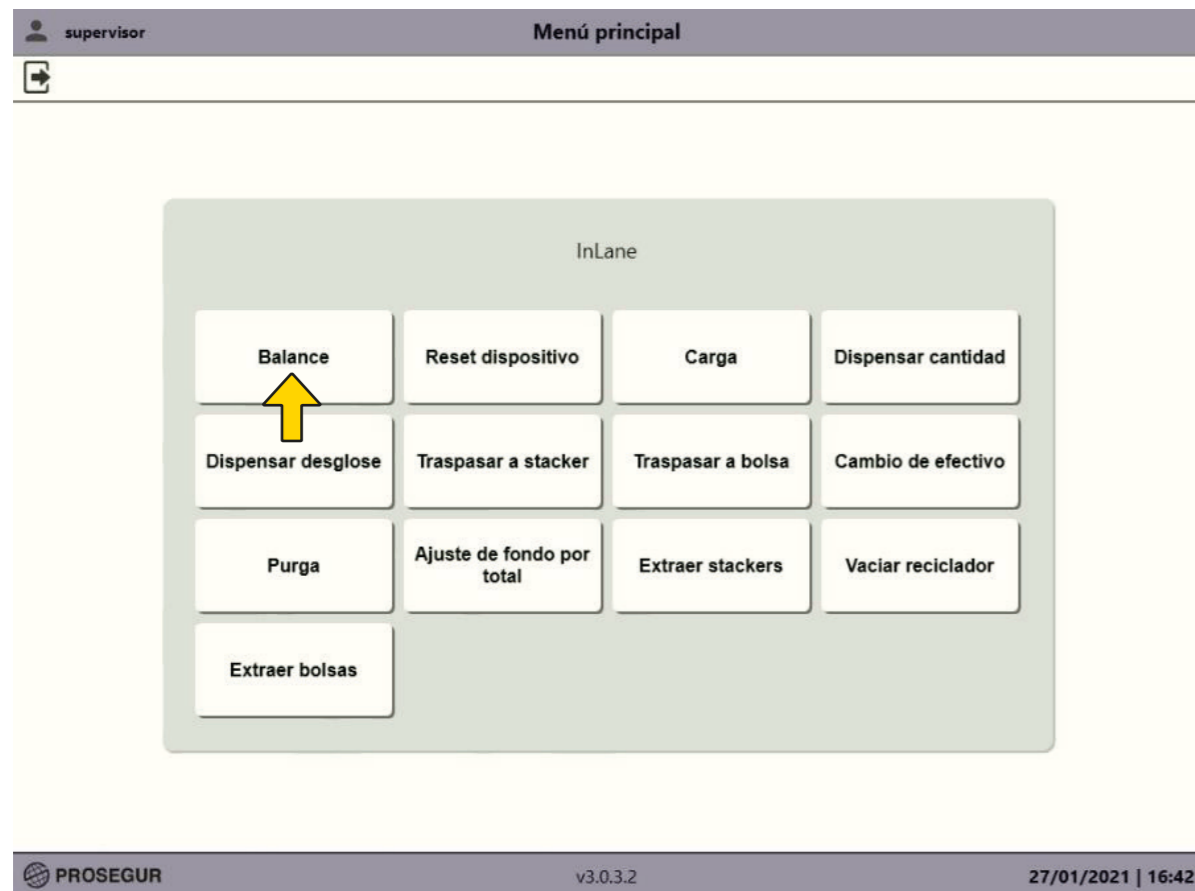 supervisor
Menú principal
InLane
Balance
Reset dispositivo
Carga
Dispensar cantidad
Dispensar desglose
Traspasar a stacker
Traspasar a bolsa
Cambio de efectivo
Purga
Ajuste de fondo por
total
Extraer stackers
Vaciar reciclador
Extraer bolsas
PROSEGUR
v3.0.3.2
27/01/2021 | 16:42